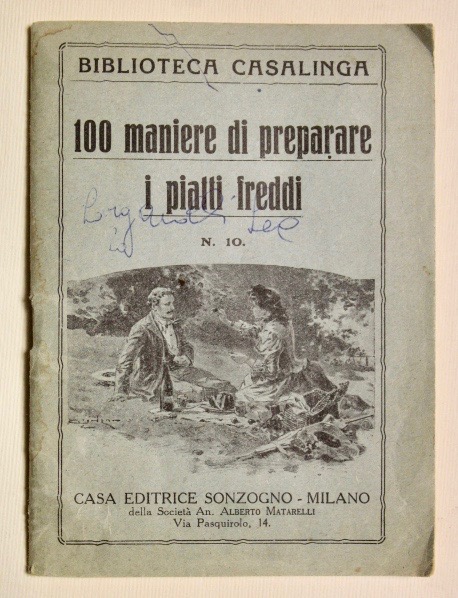 BIBLIOTECA CASALINGA
100 maniere di preparare
i piatti freddi
N. 10.
CASA EDITRICE SONZOGNO - MILANO
della Società An. ALBERTO MATARELLI
Via Pasquirolo, 14.